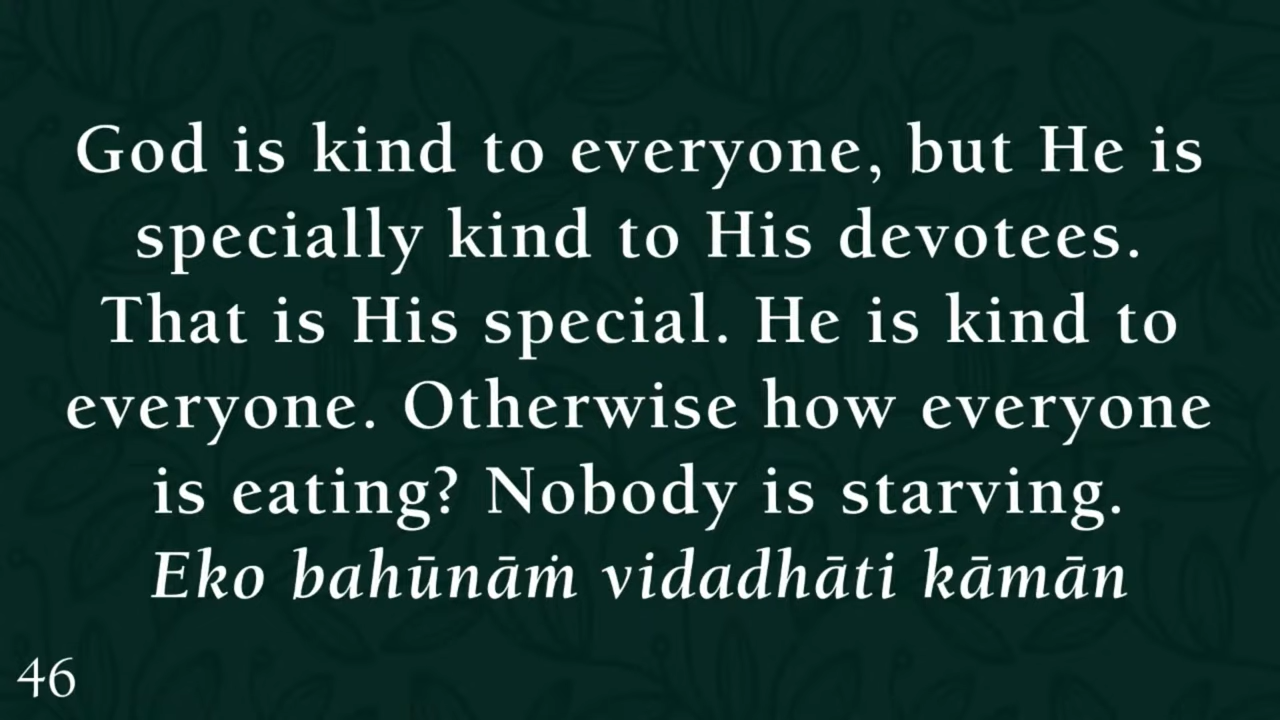 God is kind to everyone, but He is
specially kind to His devotees.
That is His special. He is kind to
everyone. Otherwise how everyone
is eating? Nobody is starving.
Eko bahūnāṁ vidadhāti kāmān
46